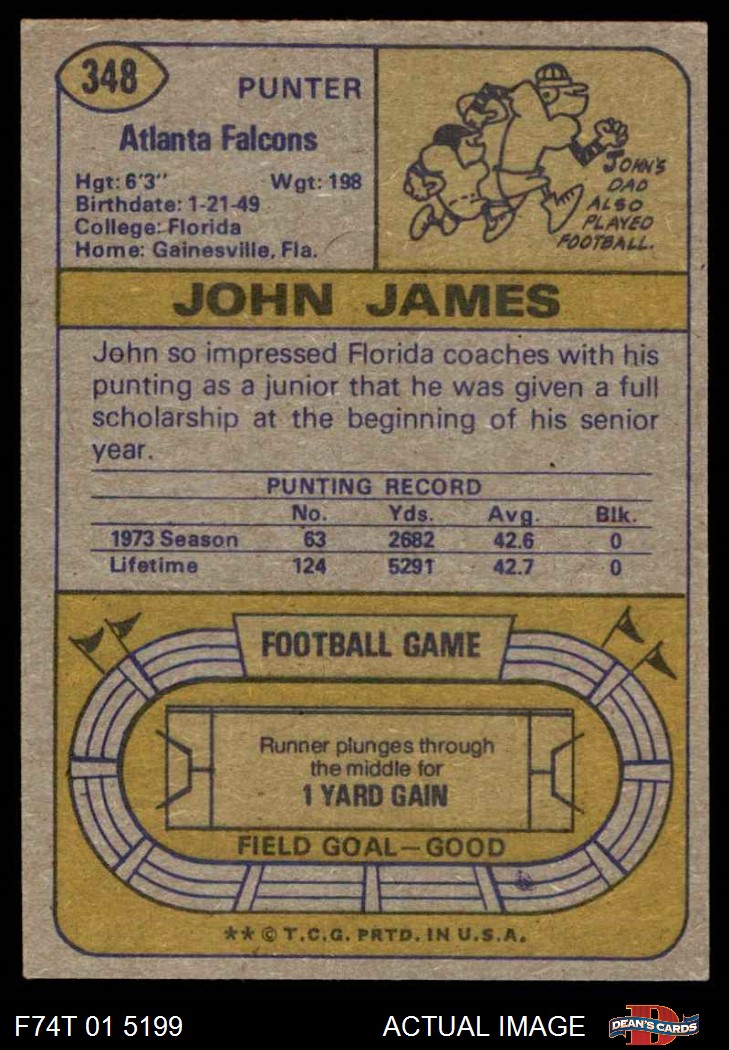 348
PUNTER
Atlanta Falcons
Hgt: 6'3" Wgt: 198
Birthdate: 1-21-49
College: Florida
Home: Gainesville, Fla.
JOHN'S
DAD
ALSO
PLAYED
FOOTBALL.
JOHN JAMES
John so impressed Florida coaches with his
punting as a junior that he was given a full
scholarship at the beginning of his senior
year.
PUNTING RECORD
No. Yds. Avg. Blk.
1973 Season 63 2682 42.6 0
Lifetime 124 5291 42.7 0
FOOTBALL GAME
Runner plunges through
the middle for
1 YARD GAIN
FIELD GOAL—GOOD
** © T.C.G. PRTD. IN U.S.A.
F74T 01 5199 ACTUAL IMAGE
D
DEAN'S CARDS